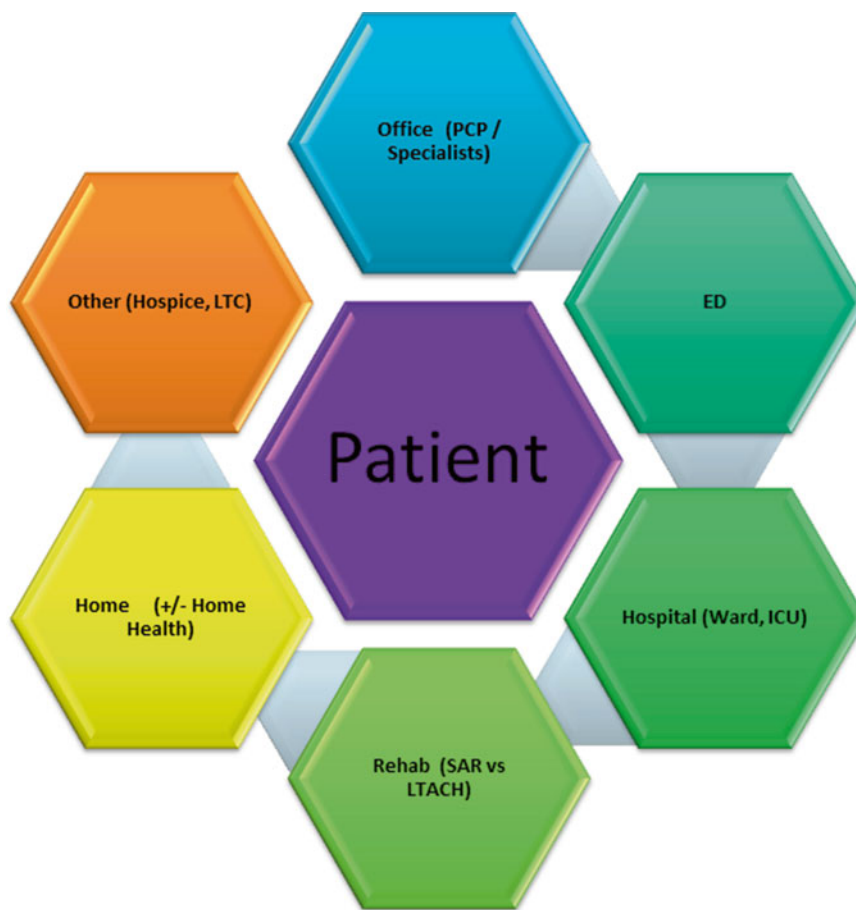 Office (PCP /
Specialists)
ED
Hospital (Ward, ICU)
Rehab (SAR vs
LTACH)
Home (+/- Home
Health)
Other (Hospice, LTC)
Patient